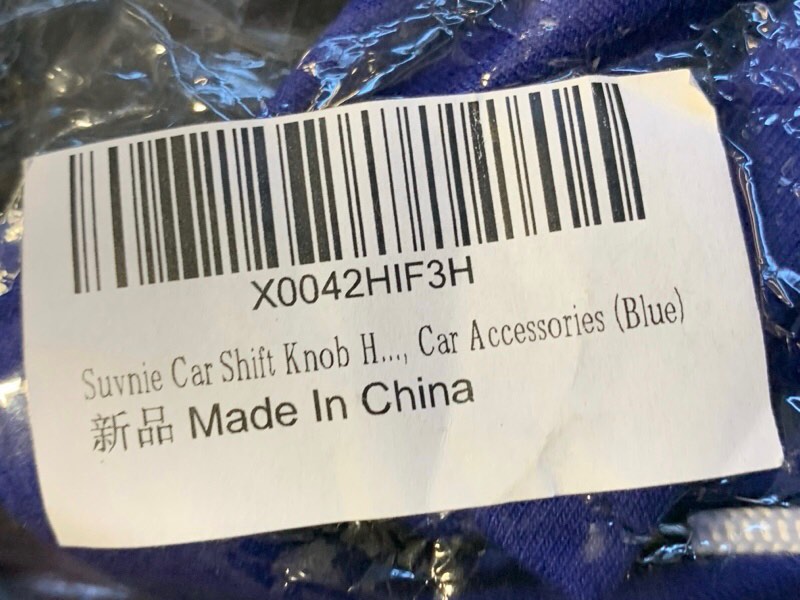 X0042HIF3H
Suvnie Car Shift Knob H..., Car Accessories (Blue)
新品 Made In China